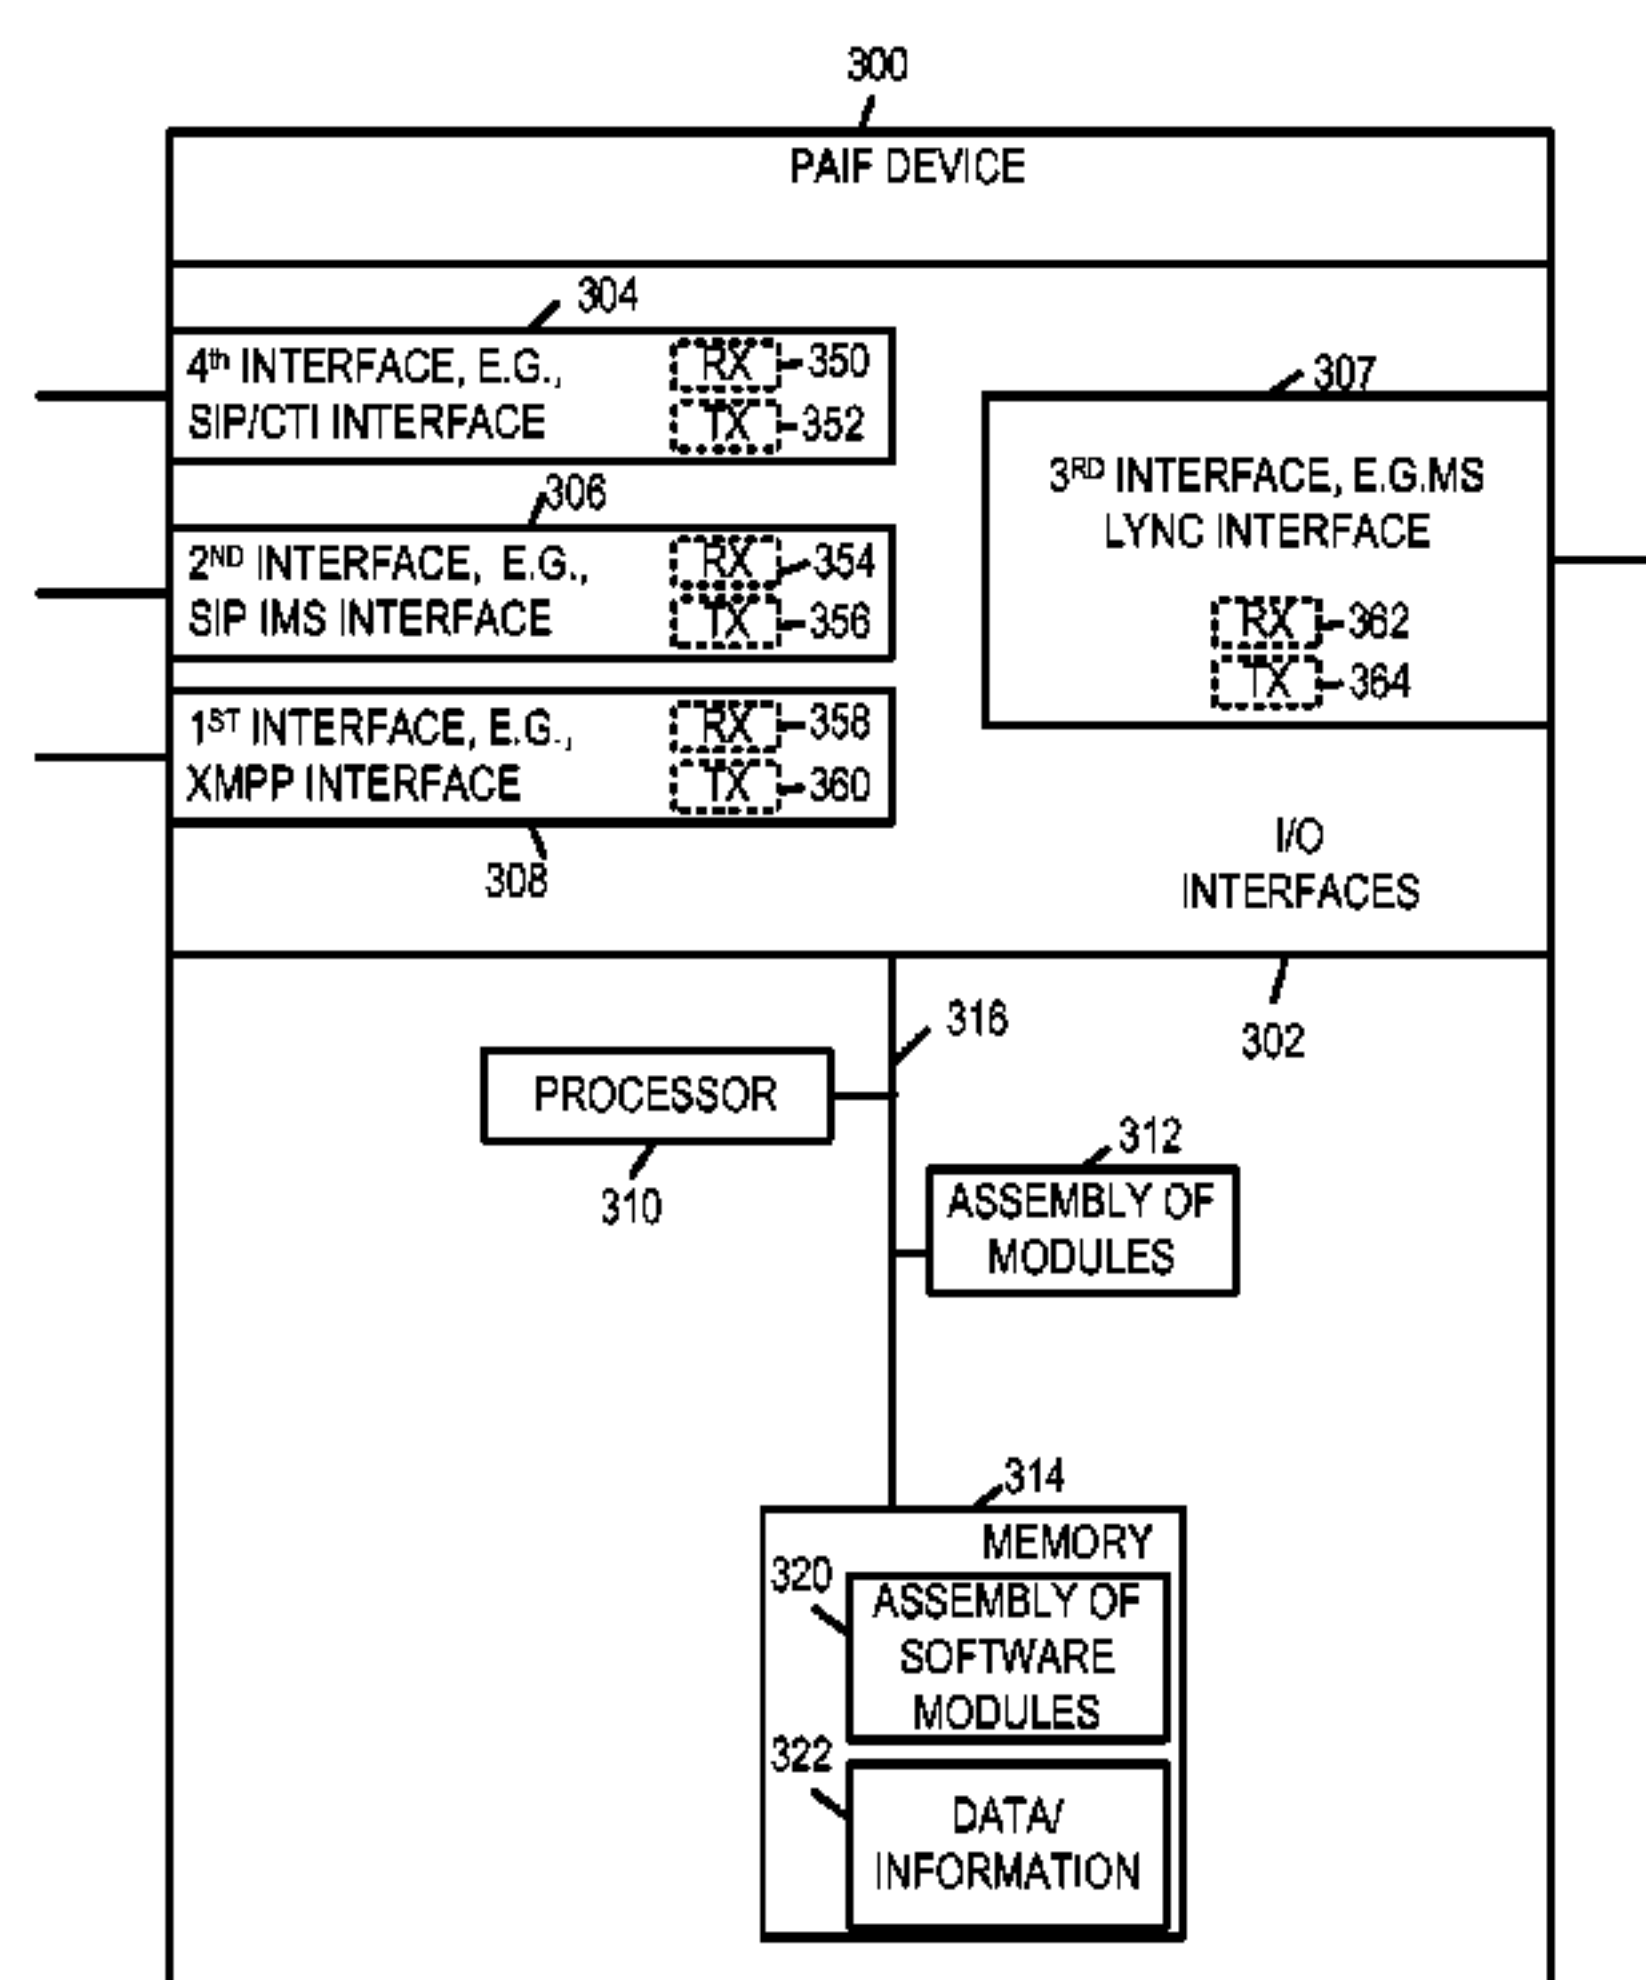 300
PAIF DEVICE
304
4th INTERFACE, E.G.,
SIP/CTI INTERFACE
RX
350
TX
352
306
2ND INTERFACE, E.G.,
SIP IMS INTERFACE
RX
354
TX
356
1ST INTERFACE, E.G.,
XMPP INTERFACE
RX
358
TX
360
308
307
3RD INTERFACE, E.G.MS
LYNC INTERFACE
RX
362
TX
364
I/O
INTERFACES
302
316
PROCESSOR
310
312
ASSEMBLY OF
MODULES
314
MEMORY
320
ASSEMBLY OF
SOFTWARE
MODULES
322
DATA/
INFORMATION